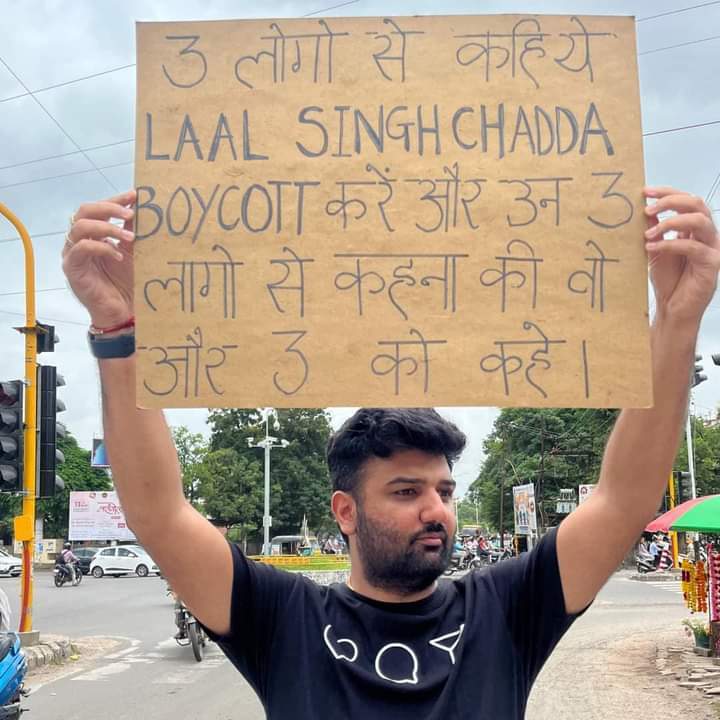 3 लोगों से कहिये
LAAL SINGH CHADDA
BOYCOTT करें और उन 3
लागो से कहना की वो
और 3 को कहे।